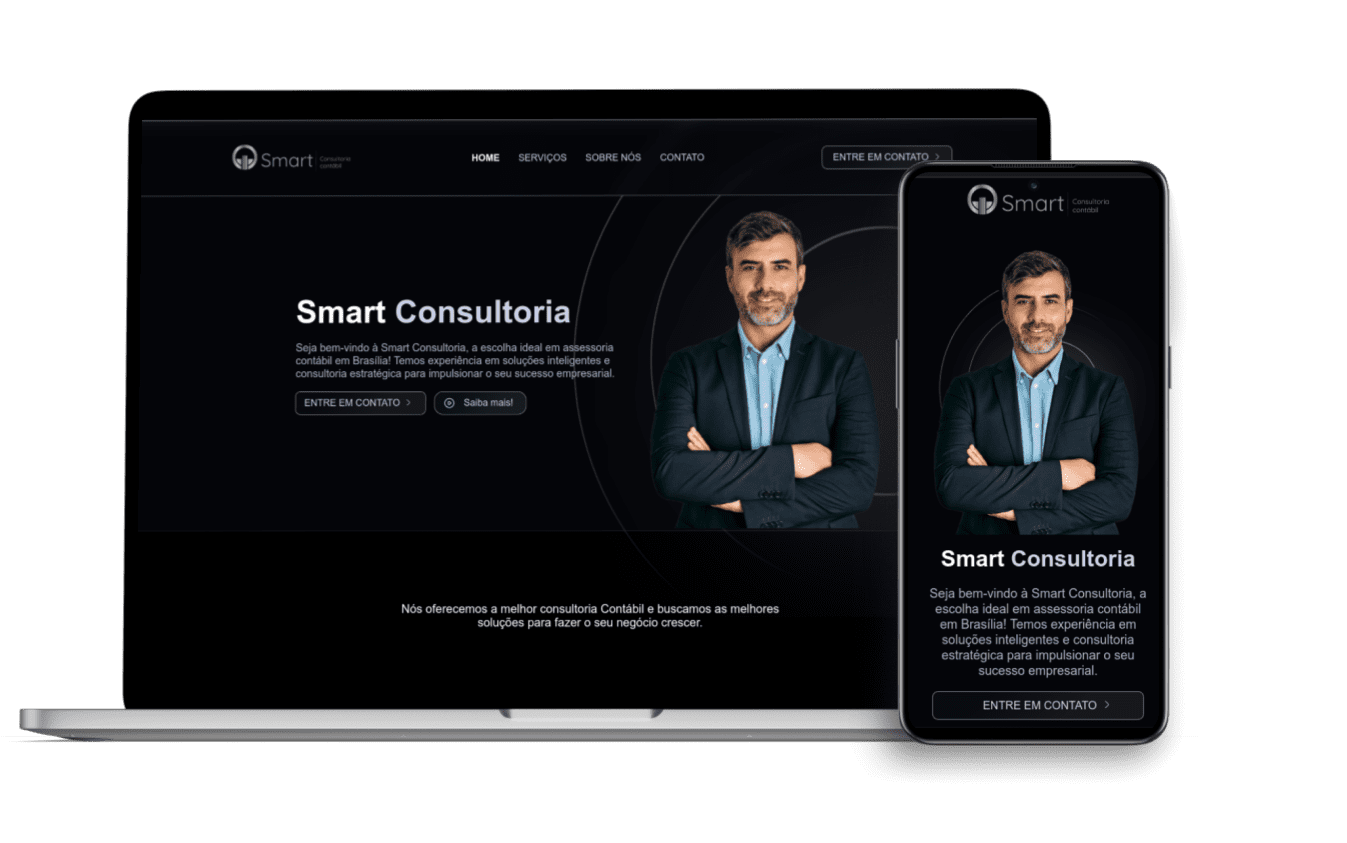 Smart Consultoria
contábil
HOME SERVIÇOS SOBRE NÓS CONTATO
ENTRE EM CONTATO
Smart Consultoria
Seja bem-vindo à Smart Consultoria, a escolha ideal em assessoria
contábil em Brasília! Temos experiência em soluções inteligentes e
consultoria estratégica para impulsionar o seu sucesso empresarial.
ENTRE EM CONTATO
Saiba mais!
Nós oferecemos a melhor consultoria Contábil e buscamos as melhores
soluções para fazer o seu negócio crescer.
Smart Consultoria
contábil
Smart Consultoria
Seja bem-vindo à Smart Consultoria, a
escolha ideal em assessoria contábil
em Brasília! Temos experiência em
soluções inteligentes e consultoria
estratégica para impulsionar o seu
sucesso empresarial.
ENTRE EM CONTATO